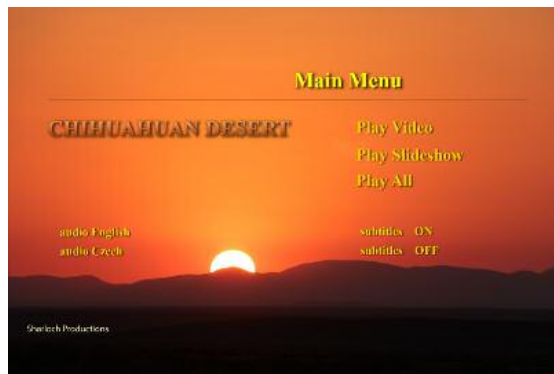 Main Menu
CHIHUAHUAN DESERT
Play Video
Play Slideshow
Play All
audio English
audio Czech
subtitles ON
subtitles OFF
Sharloch Productions